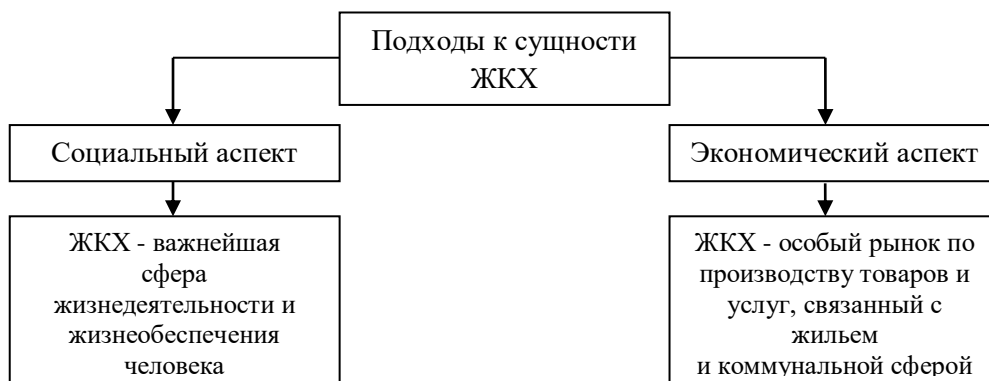 Подходы к сущности
ЖКХ
Социальный аспект
Экономический аспект
ЖКХ - важнейшая
сфера
жизнедеятельности и
жизнеобеспечения
человека
ЖКХ - особый рынок по
производству товаров и
услуг, связанный с
жильем
и коммунальной сферой